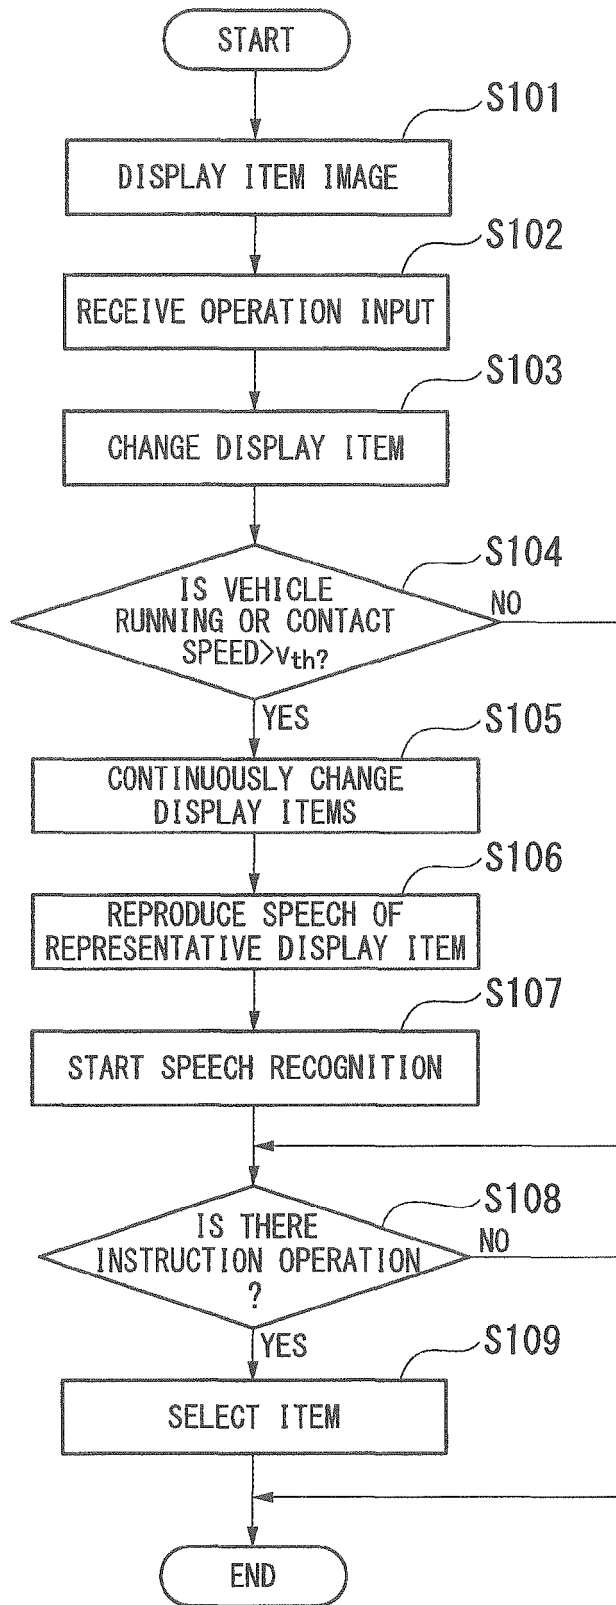 START
S101
DISPLAY ITEM IMAGE
S102
RECEIVE OPERATION INPUT
S103
CHANGE DISPLAY ITEM
S104
IS VEHICLE
RUNNING OR CONTACT
SPEED>Vth?
NO
YES
S105
CONTINUOUSLY CHANGE
DISPLAY ITEMS
S106
REPRODUCE SPEECH OF
REPRESENTATIVE DISPLAY ITEM
S107
START SPEECH RECOGNITION
S108
IS THERE
INSTRUCTION OPERATION
?
NO
YES
S109
SELECT ITEM
END